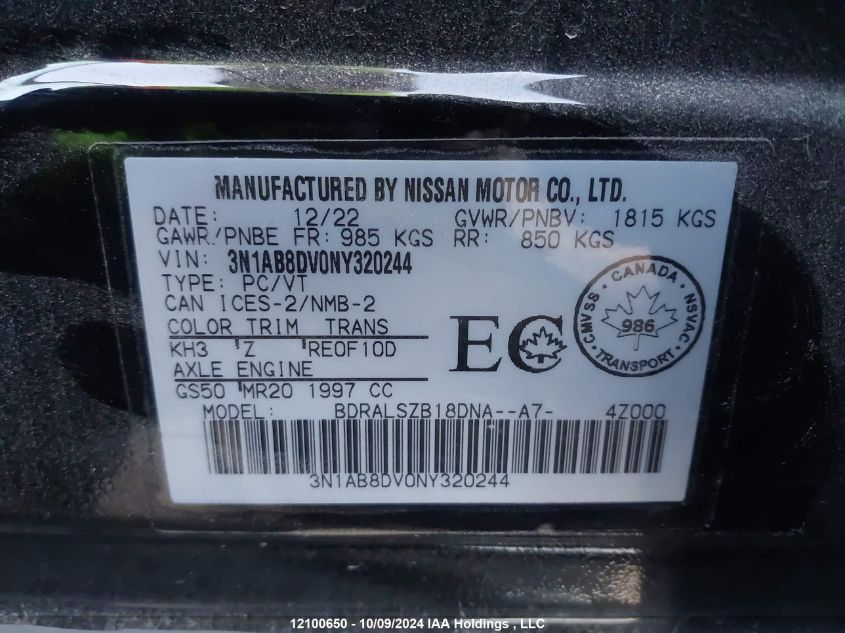 MANUFACTURED BY NISSAN MOTOR CO., LTD.
DATE: 12/22 GVWR/PNBV: 1815 KGS
GAWR/PNBE FR: 985 KGS RR: 850 KGS
VIN: 3N1AB8DV0NY320244
TYPE: PC/VT
CAN ICES-2/NMB-2
COLOR TRIM TRANS
KH3 'Z 'RE0F10D
AXLE ENGINE
GS50 'MR20 1997 CC
EC
CANADA
CMVSS 986 NSVAC
TRANSPORT
MODEL: BDRALSZB18DNA--A7- 4Z000
3N1AB8DV0NY320244
12100650 - 10/09/2024 IAA Holdings , LLC